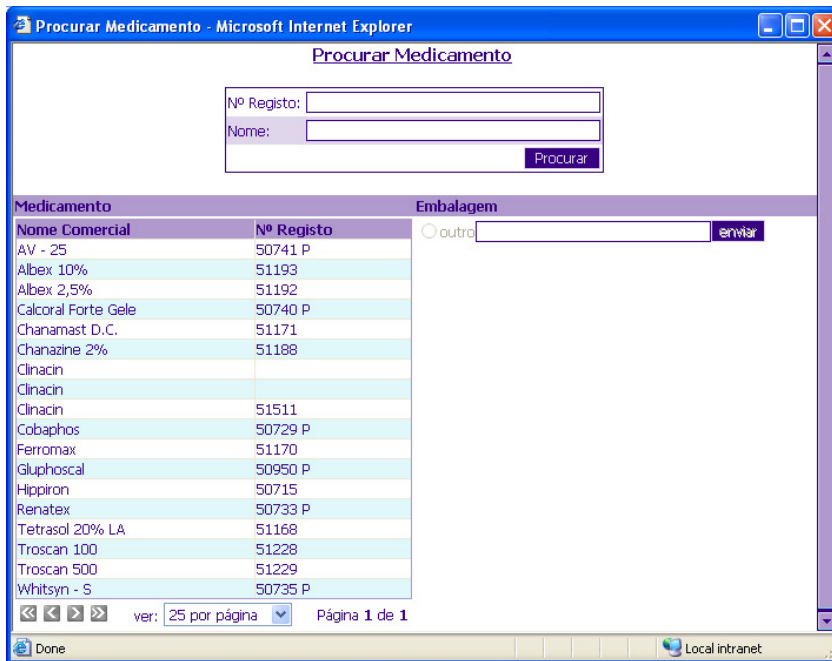 Procurar Medicamento - Microsoft Internet Explorer
Procurar Medicamento
Nº Registo:
Nome:
Procurar
Medicamento Embalagem
Nome Comercial Nº Registo outro enviar
AV - 25 50741 P
Albex 10% 51193
Albex 2,5% 51192
Calcoral Forte Gele 50740 P
Chanamast D.C. 51171
Chanazine 2% 51188
Clinacin
Clinacin
Clinacin 51511
Cobaphos 50729 P
Ferromax 51170
Gluphoscal 50950 P
Hippiron 50715
Renatex 50733 P
Tetrasol 20% LA 51168
Troscan 100 51228
Troscan 500 51229
Whitsyn - S 50735 P
ver: 25 por página Página 1 de 1
Done Local intranet